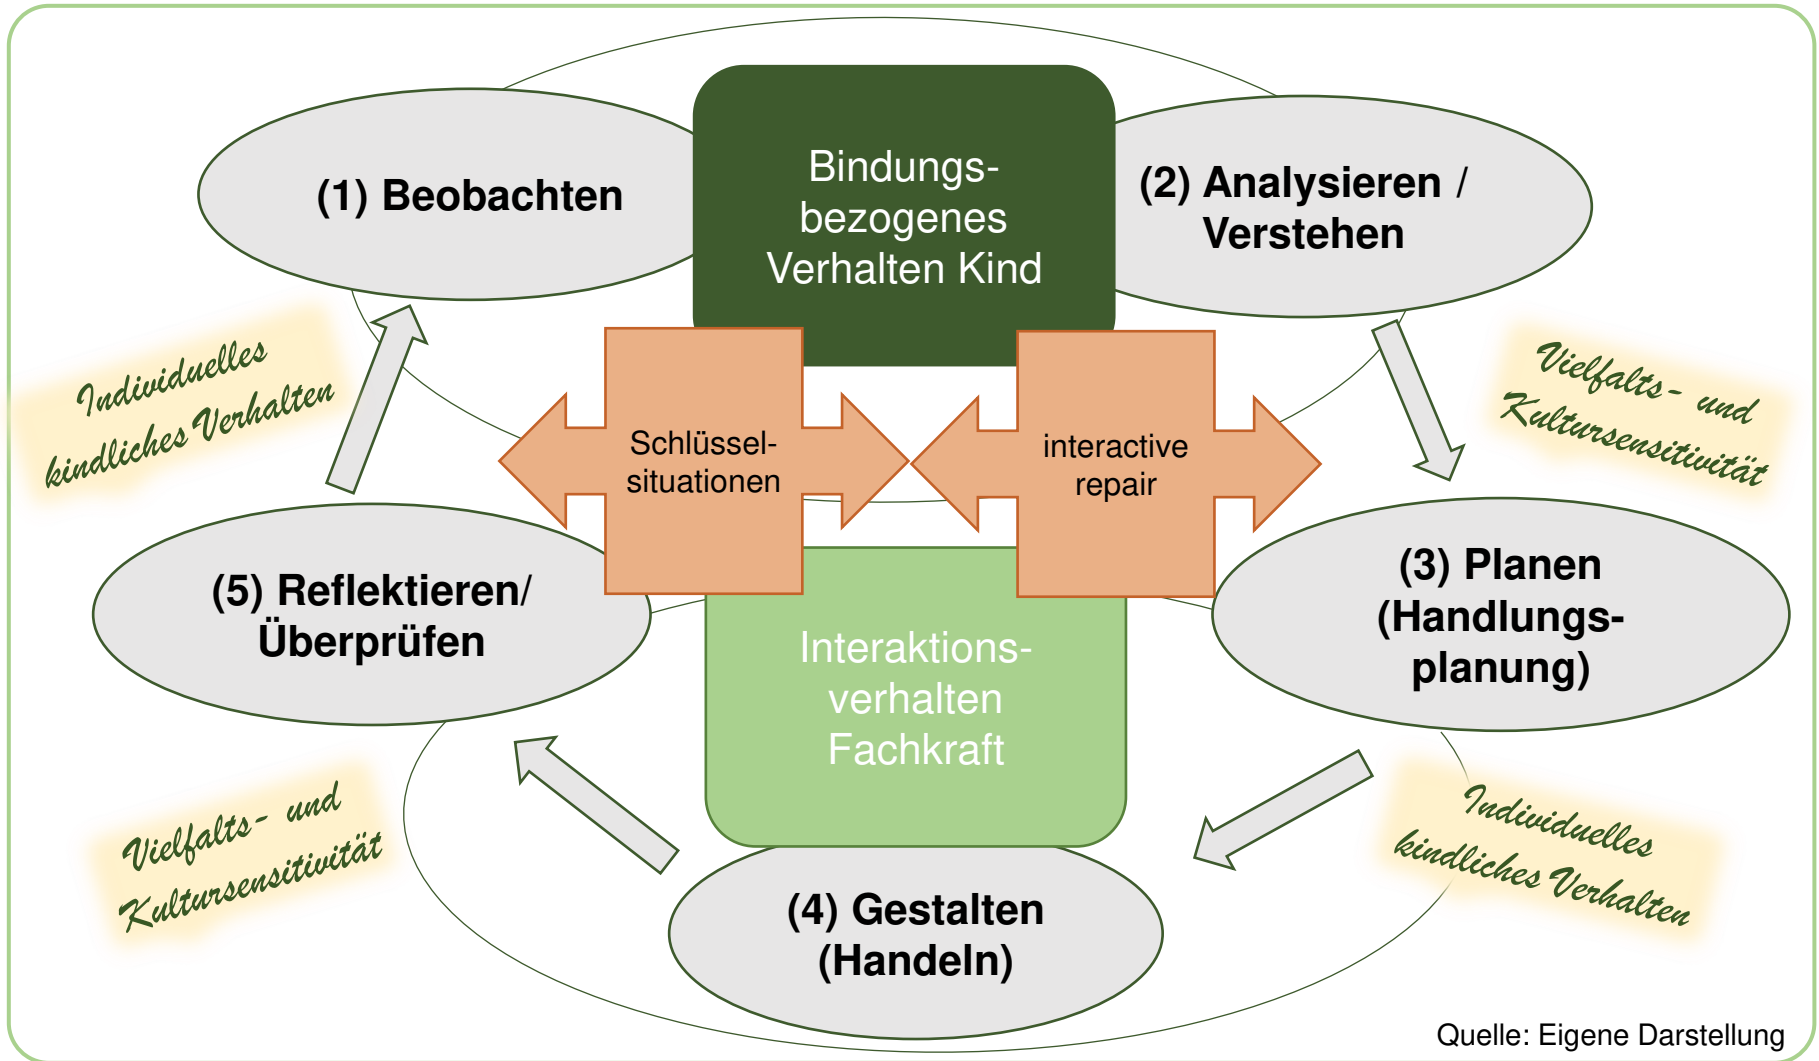 (1) Beobachten
Bindungs-
bezogenes
Verhalten Kind
(2) Analysieren /
Verstehen
Individuelles
kindliches Verhalten
Schlüssel-
situationen
interactive
repair
Vielfalts- und
Kultursensitivität
(5) Reflektieren/
Überprüfen
Interaktions-
verhalten
Fachkraft
(3) Planen
(Handlungs-
planung)
Vielfalts- und
Kultursensitivität
(4) Gestalten
(Handeln)
Individuelles
kindliches Verhalten
Quelle: Eigene Darstellung